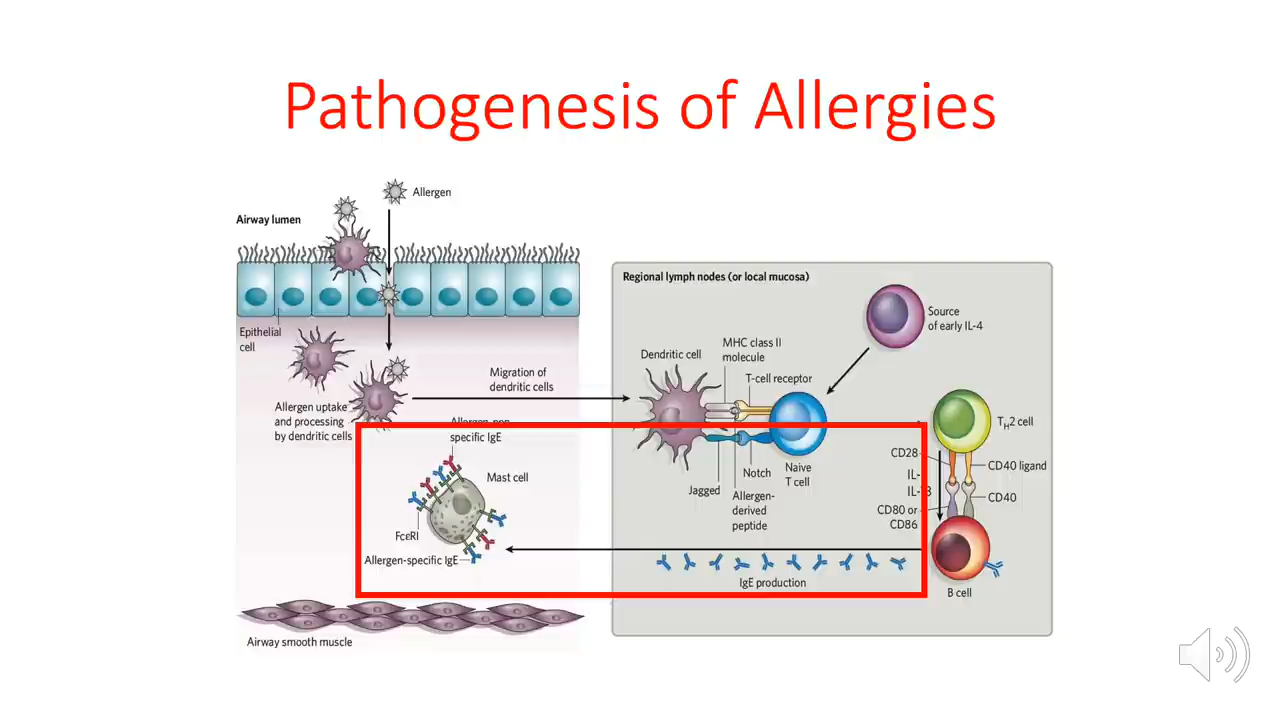 Pathogenesis of Allergies
Allergen
Airway lumen
Regional lymph nodes (or local mucosa)
Source
of early IL-4
Epithelial
cell
MHC class II
molecule
Dendritic cell
T-cell receptor
Migration of
dendritic cells
Allergen uptake
and processing
by dendritic cells
Allergen-non
specific IgE
Mast cell
FcεRI
Allergen-specific IgE
Jagged
Notch
Allergen-
derived
peptide
Naive
T cell
TH2 cell
CD28
CD40 ligand
IL-
CD40
CD80 or
CD86
IgE production
B cell
Airway smooth muscle